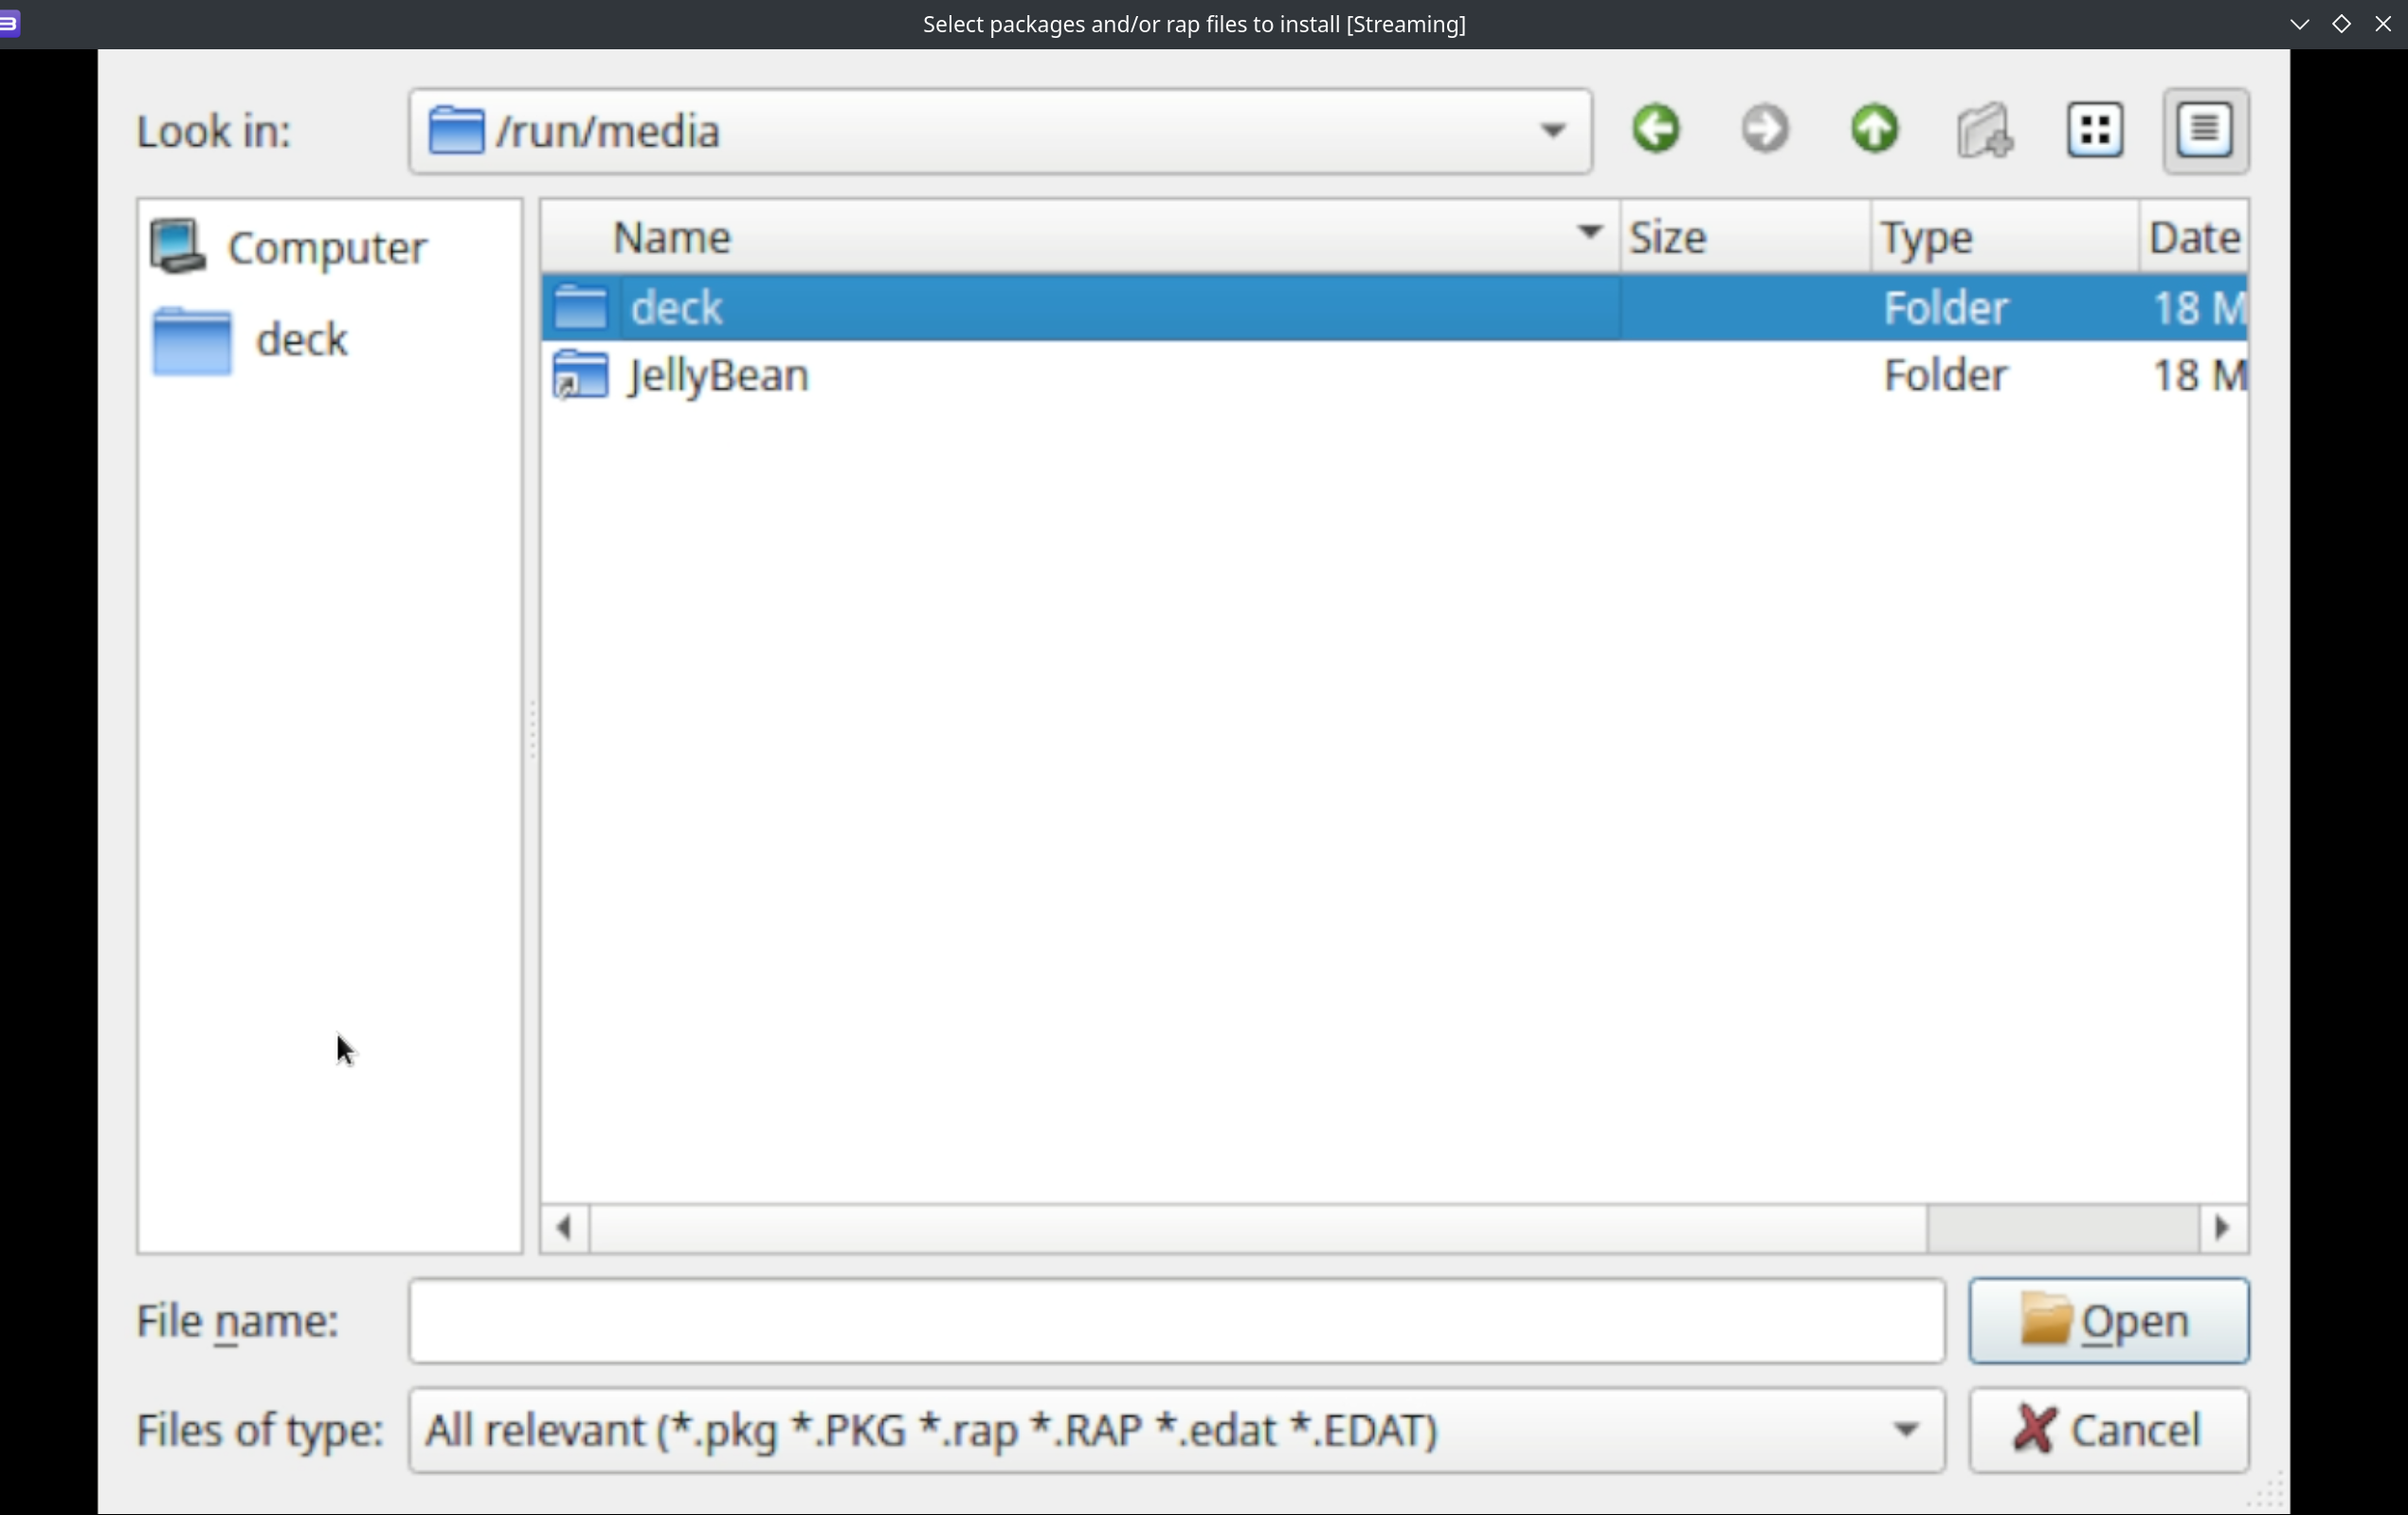 Select packages and/or rap files to install [Streaming]
Look in:
/run/media
Computer
deck
Name Size Type Date
deck Folder 18 M
JellyBean Folder 18 M
File name:
Open
Files of type: All relevant (*.pkg *.PKG *.rap *.RAP *.edat *.EDAT)
Cancel